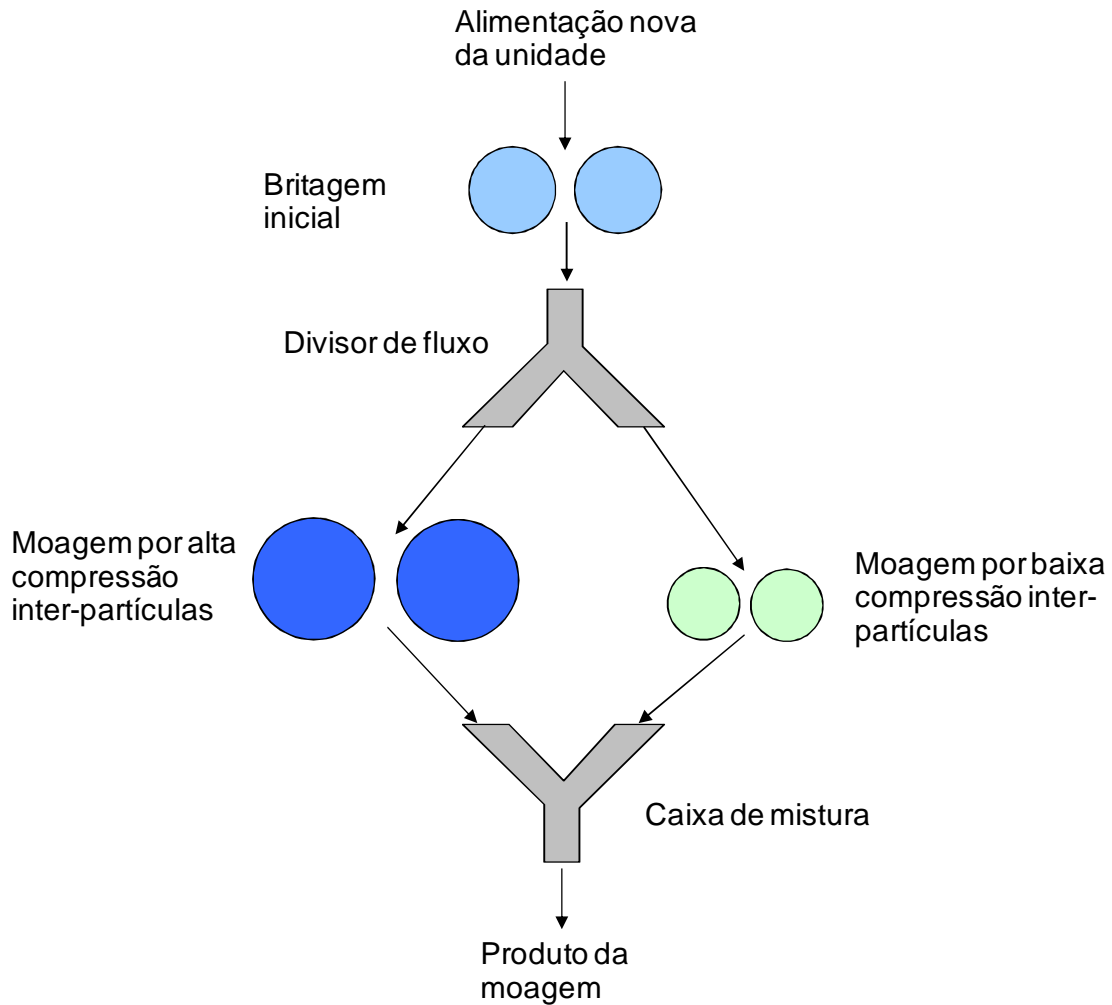 Alimentação nova
da unidade
Britagem
inicial
Divisor de fluxo
Moagem por alta
compressão
inter-partículas
Moagem por baixa
compressão inter-
partículas
Caixa de mistura
Produto da
moagem